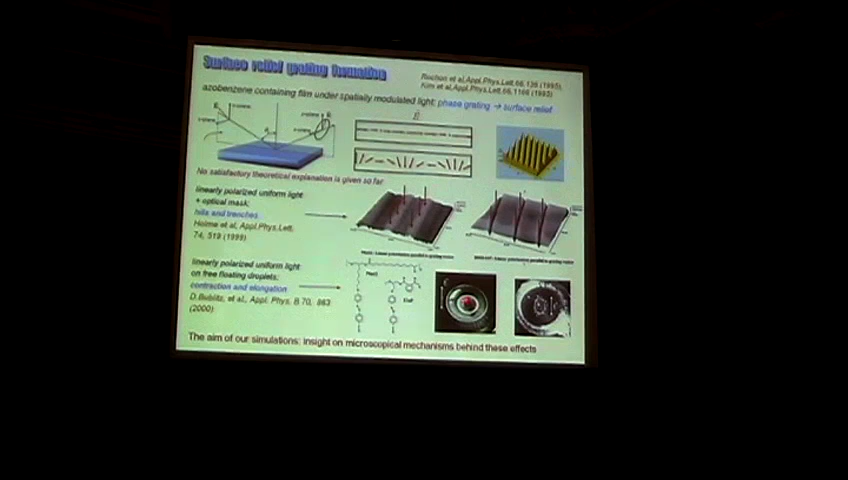 Surface relief grating formation
Rochon et al, Appl.Phys.Lett.66,136 (1995),
Kim et al, Appl.Phys.Lett.66,1166 (1995)
azobenzene containing film under spatially modulated light: phase grating → surface relief
No satisfactory theoretical explanation is given so far
linearly polarized uniform light
+ optical mask:
hills and trenches
Holme et al, Appl.Phys.Lett.
74, 519 (1999)
linearly polarized uniform light
on free floating droplets:
contraction and elongation
D.Bublitz, et al., Appl. Phys. B 70, 863
(2000)
The aim of our simulations: insight on microscopical mechanisms behind these effects